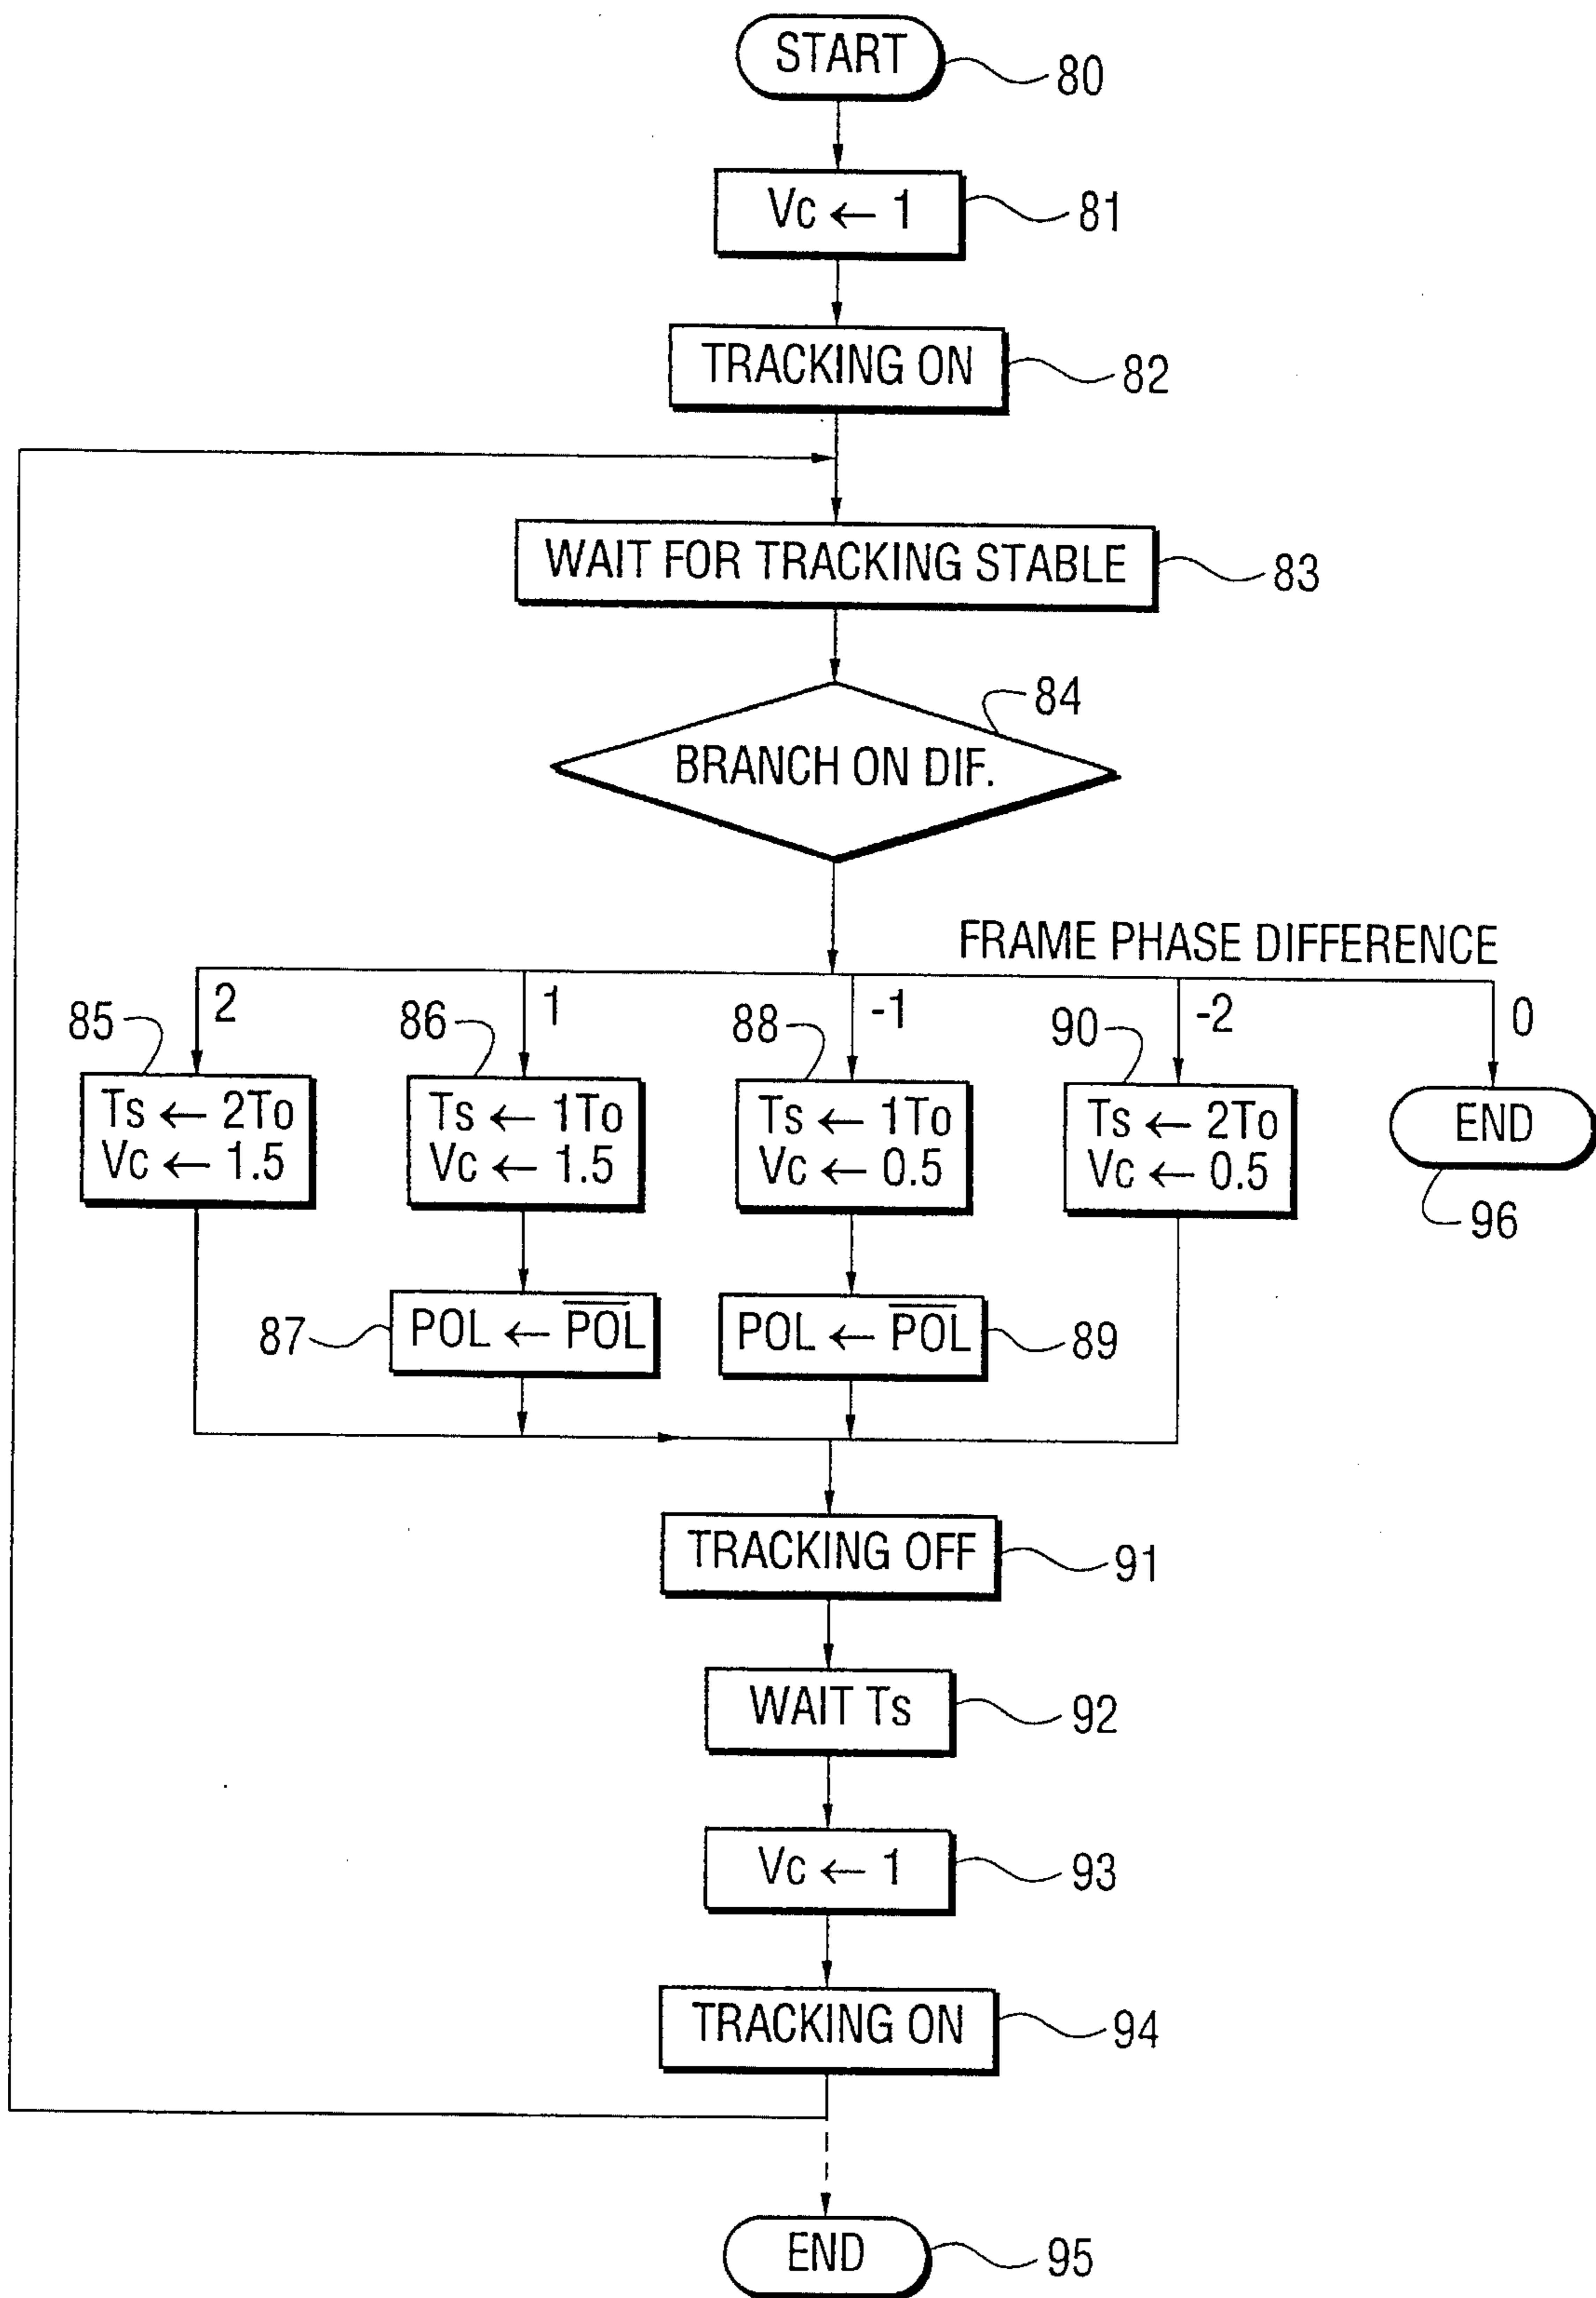 START
80
Vc ← 1
81
TRACKING ON
82
WAIT FOR TRACKING STABLE
83
84
BRANCH ON DIF.
FRAME PHASE DIFFERENCE
2
1
-1
-2
0
85
86
88
90
Ts ← 2To
Vc ← 1.5
Ts ← 1To
Vc ← 1.5
Ts ← 1To
Vc ← 0.5
Ts ← 2To
Vc ← 0.5
END
96
87
POL ← P̅O̅L̅
POL ← P̅O̅L̅
89
TRACKING OFF
91
WAIT Ts
92
Vc ← 1
93
TRACKING ON
94
END
95